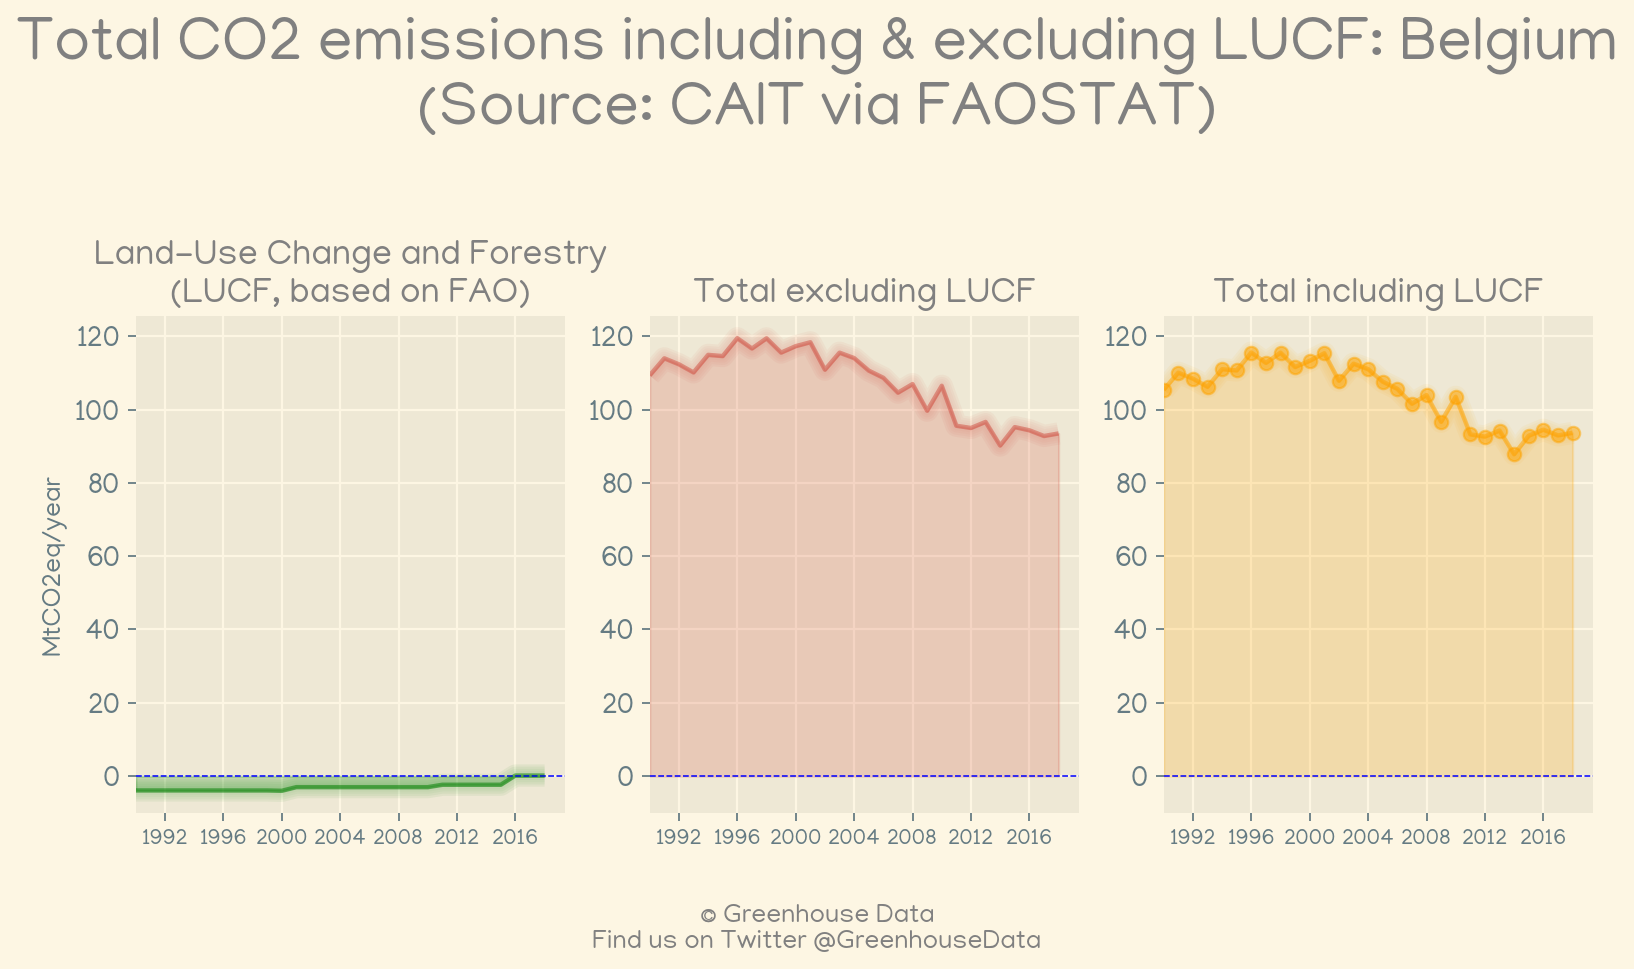 Total CO2 emissions including & excluding LUCF: Belgium
(Source: CAIT via FAOSTAT)
Land-Use Change and Forestry
(LUCF, based on FAO)
Total excluding LUCF
Total including LUCF
MtCO2eq/year
120
100
80
60
40
20
0
1992 1996 2000 2004 2008 2012 2016
120
100
80
60
40
20
0
1992 1996 2000 2004 2008 2012 2016
120
100
80
60
40
20
0
1992 1996 2000 2004 2008 2012 2016
© Greenhouse Data
Find us on Twitter @GreenhouseData